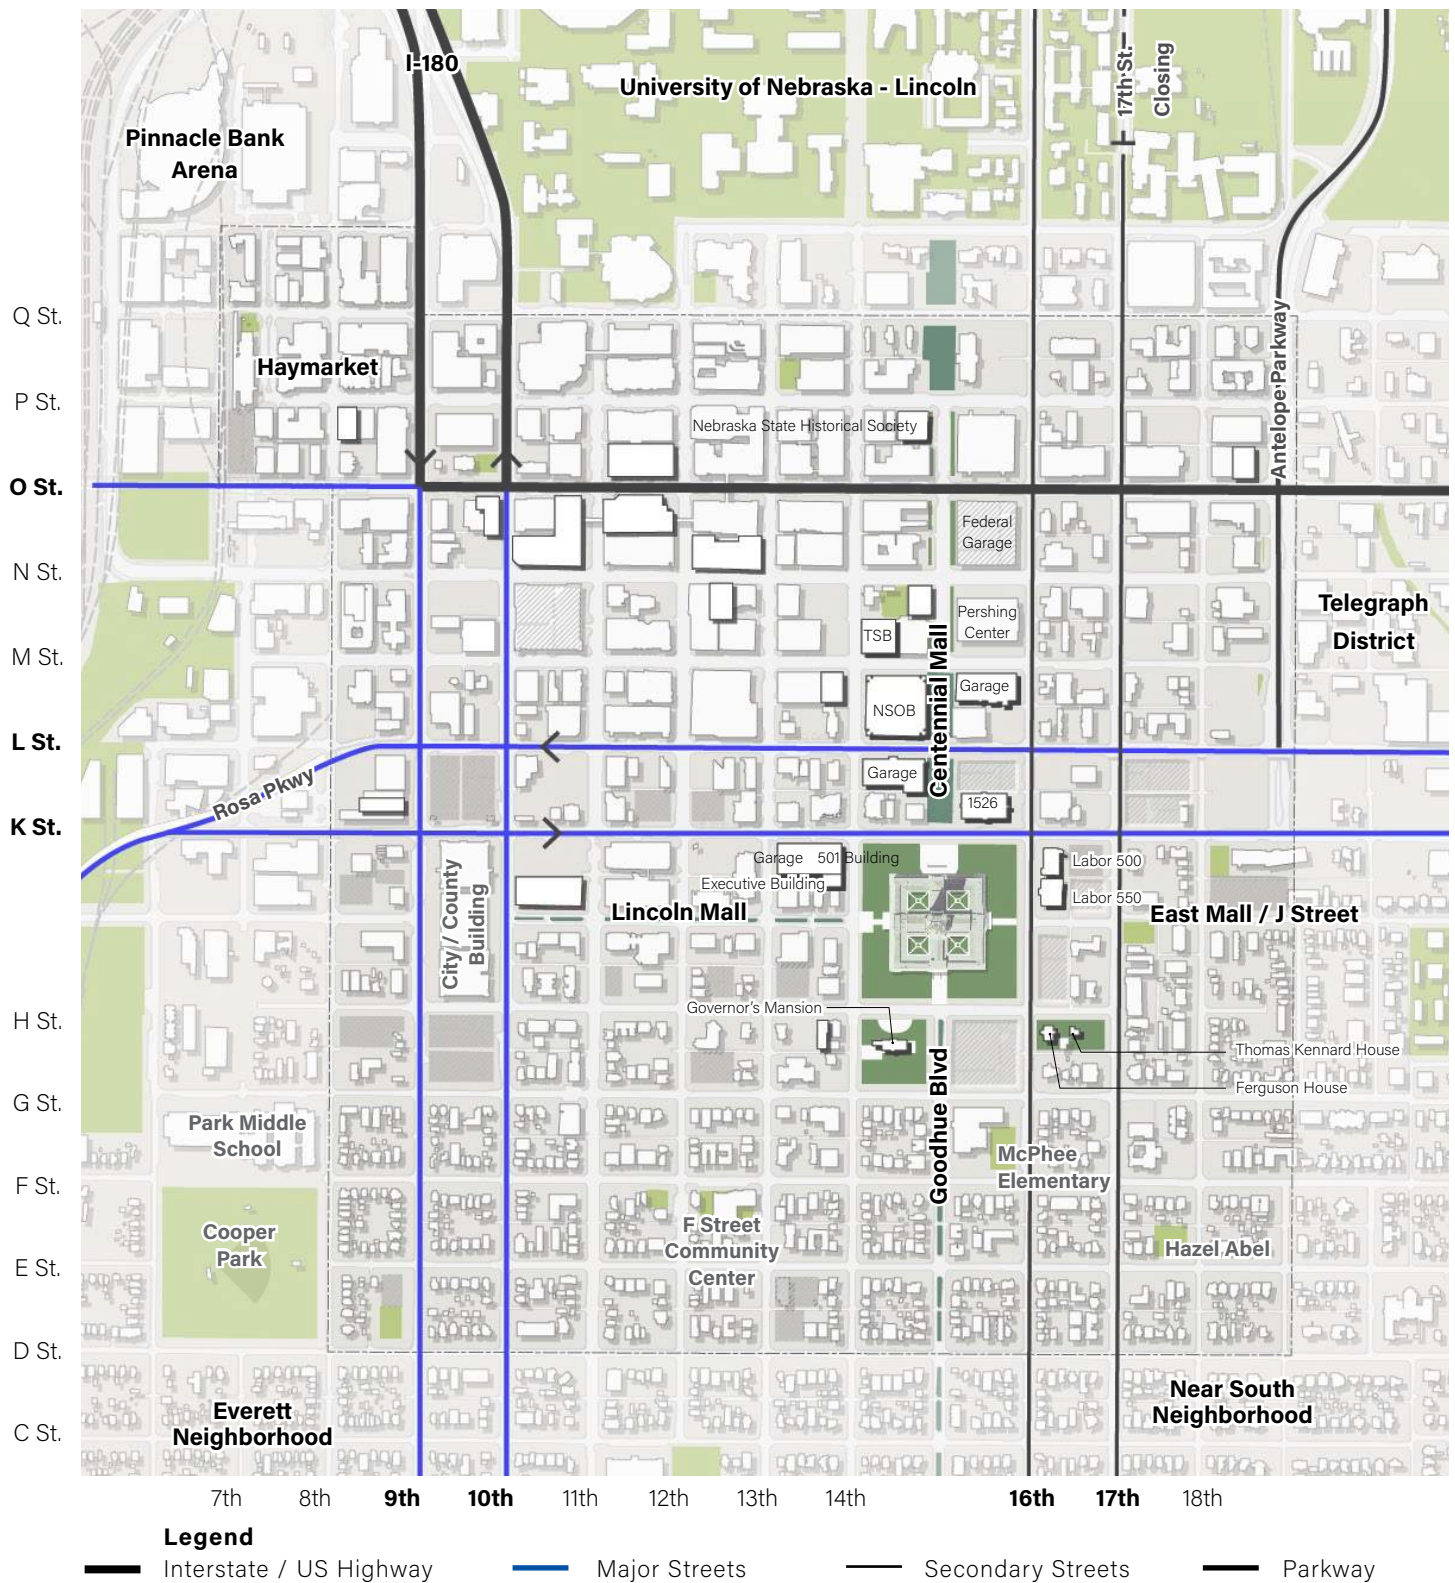 I-180
University of Nebraska - Lincoln
17th St.
Closing
Pinnacle Bank
Arena
Q St.
Haymarket
Antelope Parkway
P St.
Nebraska State Historical Society
O St.
Federal
Garage
N St.
Telegraph
District
Pershing
Center
TSB
M St.
Centennial Mall
Garage
NSOB
L St.
Rosa Pkwy
Garage
1526
K St.
Garage
501 Building
Labor 500
Executive Building
Labor 550
City / County
Building
Lincoln Mall
East Mall / J Street
Governor's Mansion
H St.
Thomas Kennard House
Ferguson House
G St.
Goodhue Blvd
Park Middle
School
McPhee
Elementary
F St.
Cooper
Park
F Street
Community
Center
Hazel Abel
E St.
D St.
Near South
Neighborhood
Everett
Neighborhood
C St.
7th
8th
9th
10th
11th
12th
13th
14th
16th
17th
18th
Legend
Interstate / US Highway
Major Streets
Secondary Streets
Parkway